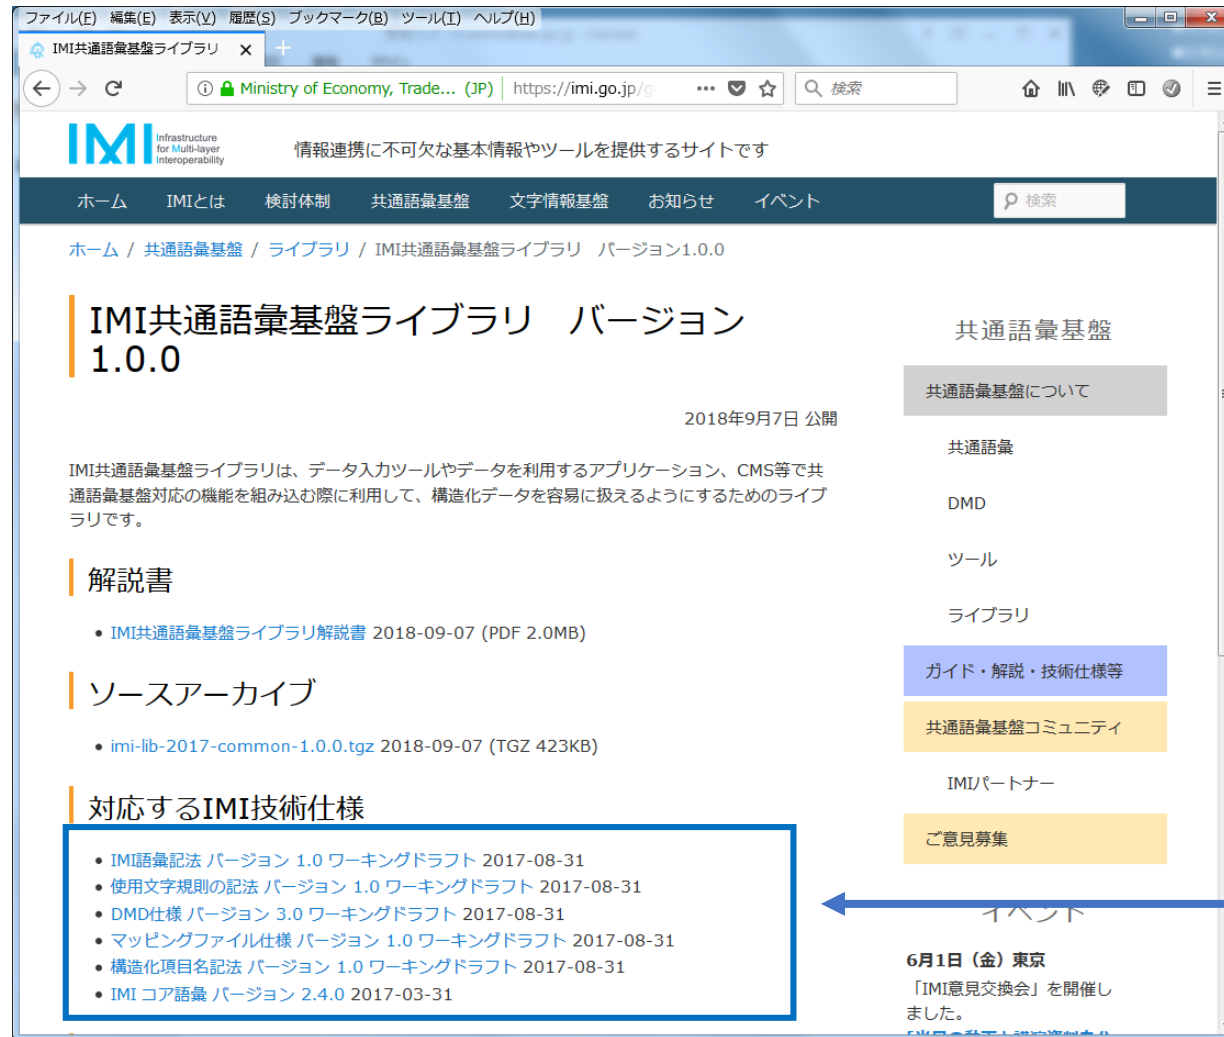 ファイル(F) 編集(E) 表示(V) 履歴(S) ブックマーク(B) ツール(T) ヘルプ(H)
IMI共通語彙基盤ライブラリ
Ministry of Economy, Trade... (JP) https://imi.go.jp/g
検索
IMI Infrastructure
for Multi-layer
Interoperability
情報連携に不可欠な基本情報やツールを提供するサイトです
ホーム IMIとは 検討体制 共通語彙基盤 文字情報基盤 お知らせ イベント 検索
ホーム / 共通語彙基盤 / ライブラリ / IMI共通語彙基盤ライブラリ バージョン1.0.0
IMI共通語彙基盤ライブラリ バージョン
1.0.0
2018年9月7日 公開
IMI共通語彙基盤ライブラリは、データ入力ツールやデータを利用するアプリケーション、CMS等で共
通語彙基盤対応の機能を組み込む際に利用して、構造化データを容易に扱えるようにするためのライブ
ラリです。
解説書
• IMI共通語彙基盤ライブラリ解説書 2018-09-07 (PDF 2.0MB)
ソースアーカイブ
• imi-lib-2017-common-1.0.0.tgz 2018-09-07 (TGZ 423KB)
対応するIMI技術仕様
• IMI語彙記法 バージョン 1.0 ワーキングドラフト 2017-08-31
• 使用文字規則の記法 バージョン 1.0 ワーキングドラフト 2017-08-31
• DMD仕様 バージョン 3.0 ワーキングドラフト 2017-08-31
• マッピングファイル仕様 バージョン 1.0 ワーキングドラフト 2017-08-31
• 構造化項目名記法 バージョン 1.0 ワーキングドラフト 2017-08-31
• IMI コア語彙 バージョン 2.4.0 2017-03-31
共通語彙基盤
共通語彙基盤について
共通語彙
DMD
ツール
ライブラリ
ガイド・解説・技術仕様等
共通語彙基盤コミュニティ
IMIパートナー
ご意見募集
イベント
6月1日（金）東京
「IMI意見交換会」を開催し
ました。